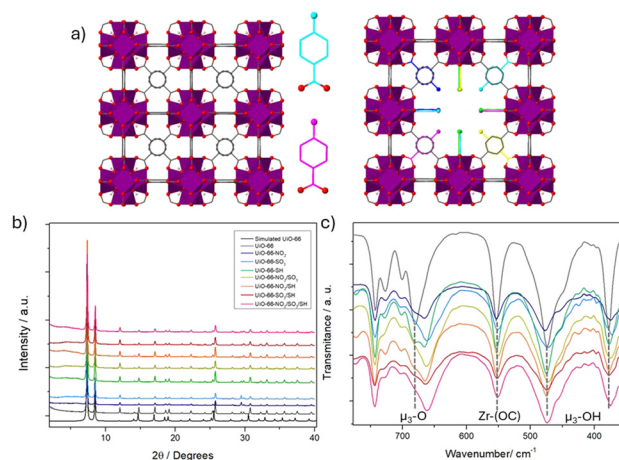 a)
b)
c)
Intensity / a.u.
Simulated UiO-66
UiO-66
UiO-66-NO₂
UiO-66-SO₃
UiO-66-SH
UiO-66-NO₂/SO₃
UiO-66-NO₂/SH
UiO-66-SO₃/SH
UiO-66-NO₂/SO₃/SH
10
20
30
40
2θ / Degrees
Transmitance / a. u.
μ₃-O
Zr-(OC)
μ₃-OH
700
600
500
400
Wavenumber/ cm⁻¹